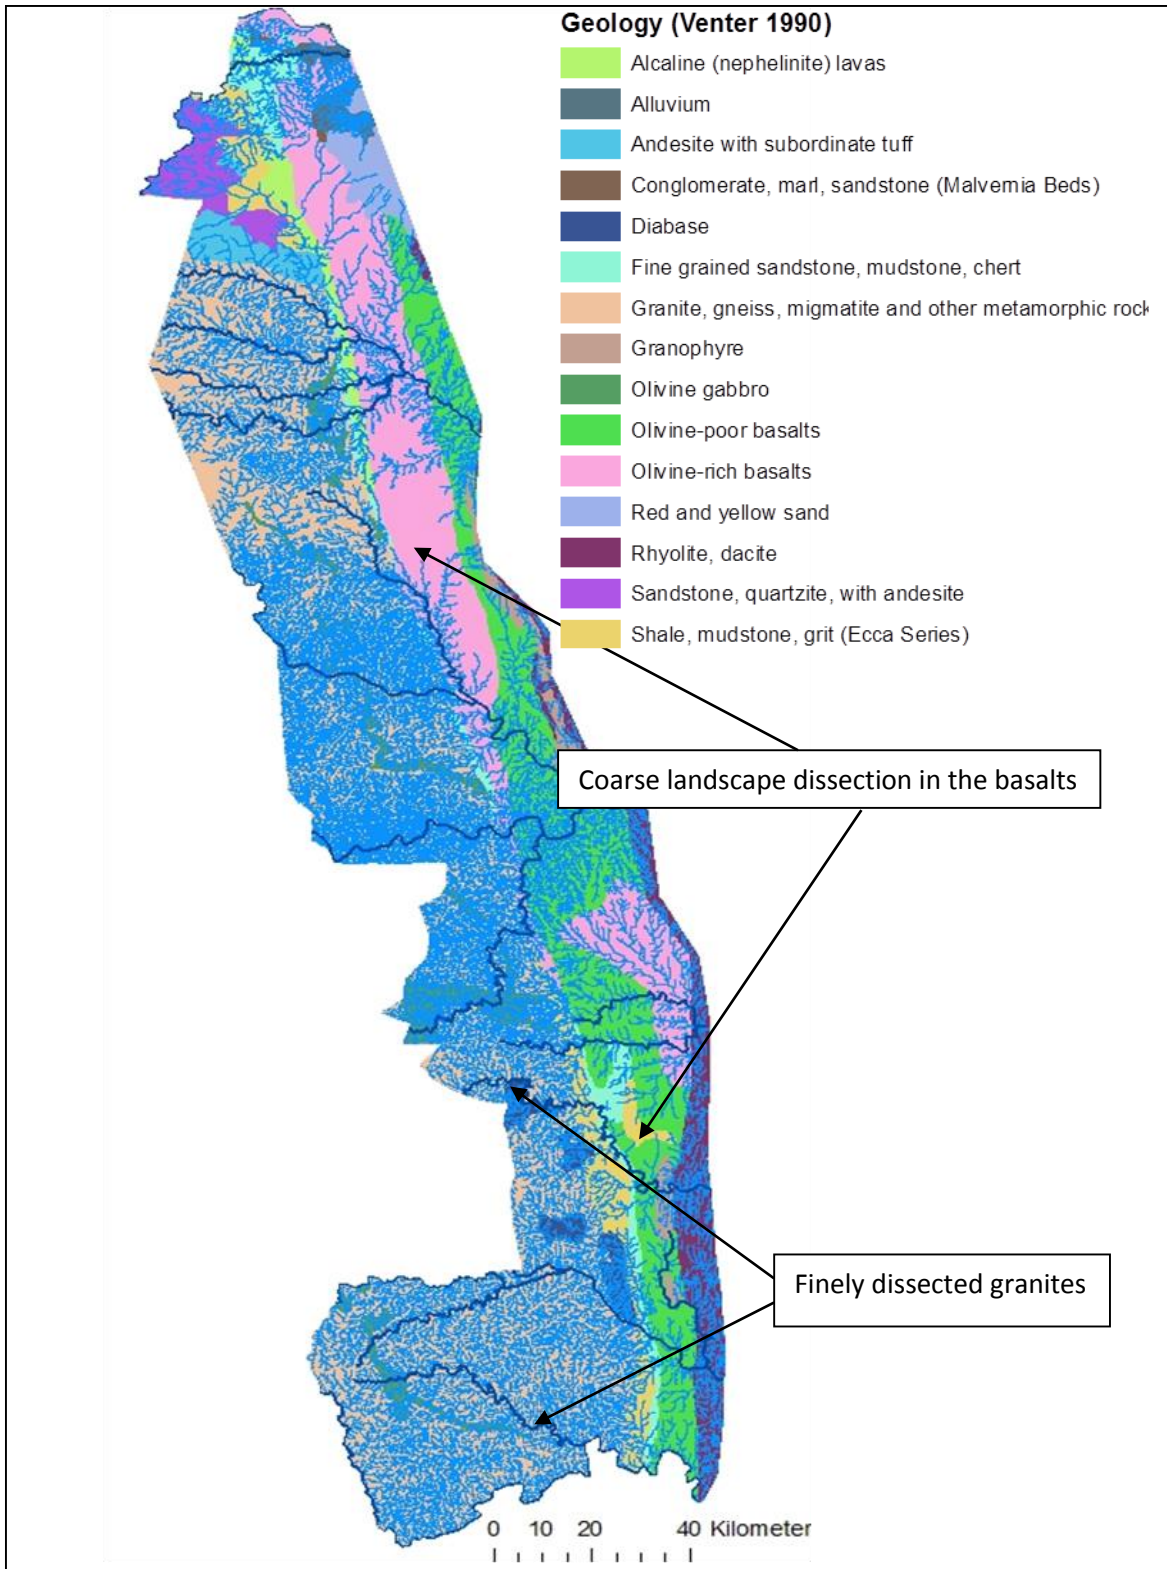 Geology (Venter 1990)
Alcaline (nephelinite) lavas
Alluvium
Andesite with subordinate tuff
Conglomerate, marl, sandstone (Malvernia Beds)
Diabase
Fine grained sandstone, mudstone, chert
Granite, gneiss, migmatite and other metamorphic rock
Granophyre
Olivine gabbro
Olivine-poor basalts
Olivine-rich basalts
Red and yellow sand
Rhyolite, dacite
Sandstone, quartzite, with andesite
Shale, mudstone, grit (Ecca Series)
Coarse landscape dissection in the basalts
Finely dissected granites
0 10 20 40 Kilometer